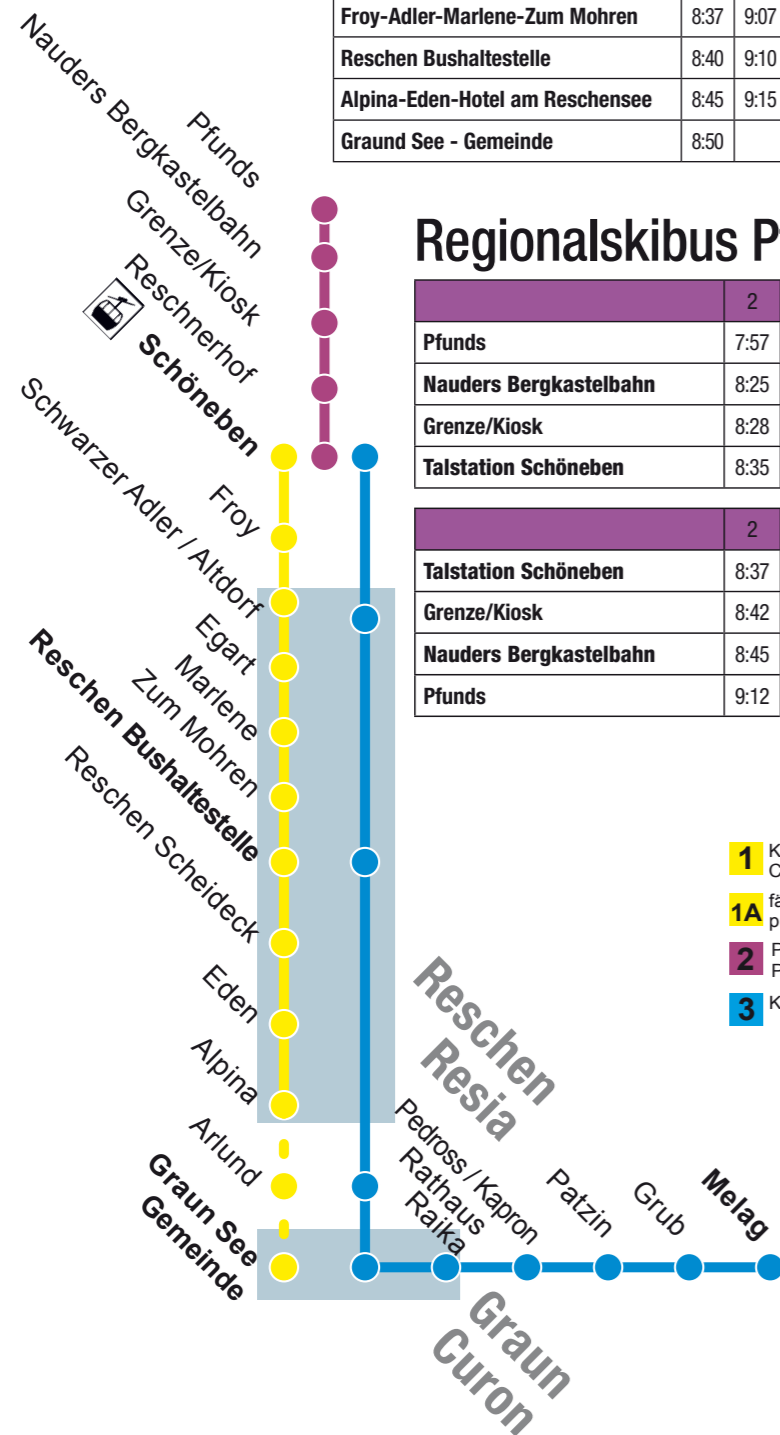 Froy-Adler-Marlene-Zum Mohren 8:37 9:07
Reschen Bushaltestelle 8:40 9:10
Alpina-Eden-Hotel am Reschensee 8:45 9:15
Graund See - Gemeinde 8:50
Regionalskibus P
2
Pfunds 7:57
Nauders Bergkastelbahn 8:25
Grenze/Kiosk 8:28
Talstation Schöneben 8:35
2
Talstation Schöneben 8:37
Grenze/Kiosk 8:42
Nauders Bergkastelbahn 8:45
Pfunds 9:12
Pfunds
Nauders Bergkastelbahn
Grenze/Kiosk
Reschnerhof
Schöneben
Froy
Schwarzer Adler / Altdorf
Egart
Marlene
Zum Mohren
Reschen Bushaltestelle
Reschen Scheideck
Eden
Alpina
Arlund
Graun See
Gemeinde
Reschen
Resia
Pedross / Kapron
Rathaus
Raika
Patzin
Grub
Melag
Graun
Curon
1
1A fä
p
2 P
P
3 K